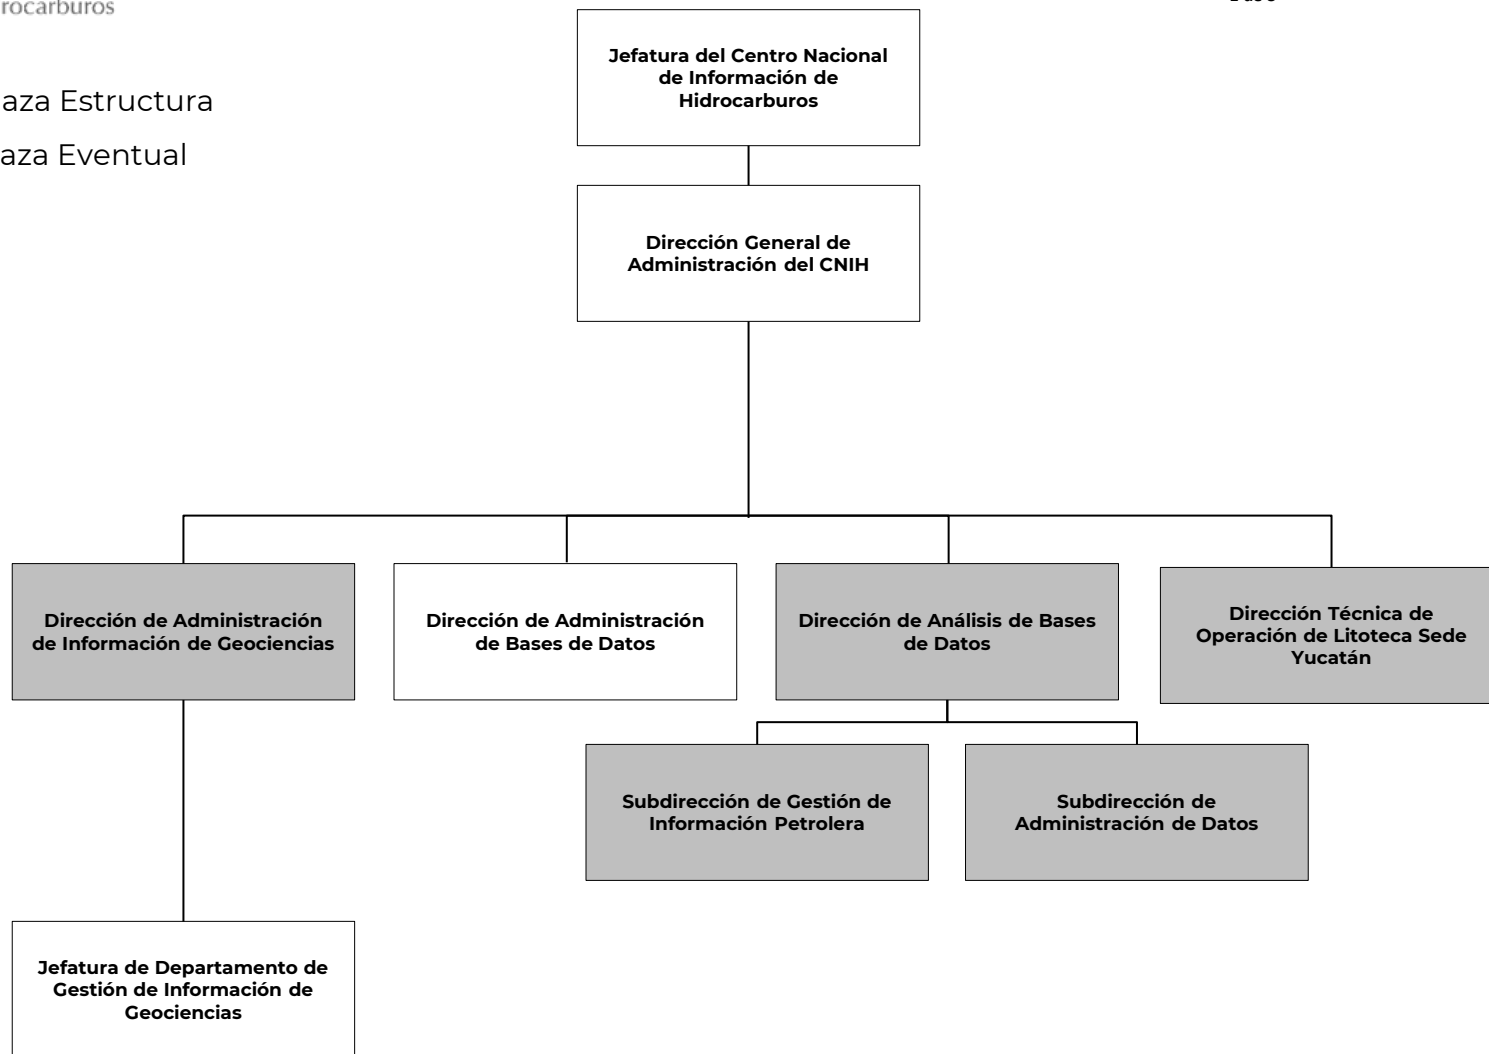 rocarburos
aza Estructura
aza Eventual
Jefatura del Centro Nacional
de Información de
Hidrocarburos
Dirección General de
Administración del CNIH
Dirección de Administración
de Información de Geociencias
Dirección de Administración
de Bases de Datos
Dirección de Análisis de Bases
de Datos
Dirección Técnica de
Operación de Litoteca Sede
Yucatán
Subdirección de Gestión de
Información Petrolera
Subdirección de
Administración de Datos
Jefatura de Departamento de
Gestión de Información de
Geociencias